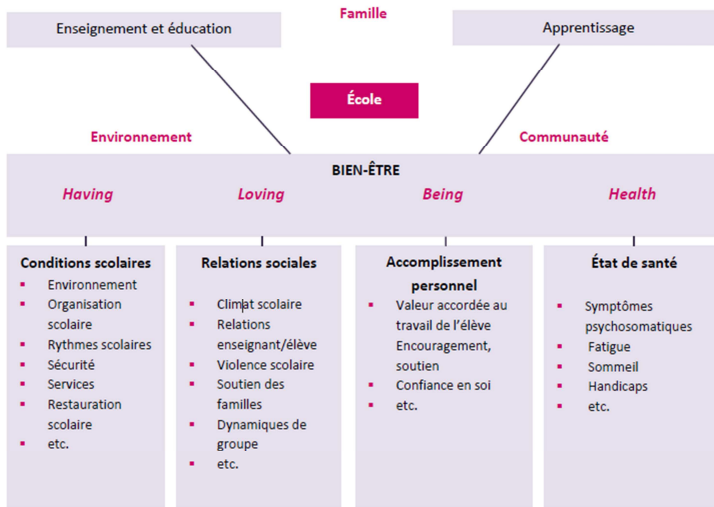 Famille
Enseignement et éducation
Apprentissage
École
Environnement
Communauté
BIEN-ÊTRE
Having
Loving
Being
Health
Conditions scolaires
▪ Environnement
▪ Organisation
scolaire
▪ Rythmes scolaires
▪ Sécurité
▪ Services
▪ Restauration
scolaire
▪ etc.
Relations sociales
▪ Climat scolaire
▪ Relations
enseignant/élève
▪ Violence scolaire
▪ Soutien des
familles
▪ Dynamiques de
groupe
▪ etc.
Accomplissement
personnel
▪ Valeur accordée au
travail de l'élève
Encouragement,
soutien
▪ Confiance en soi
▪ etc.
État de santé
▪ Symptômes
psychosomatiques
▪ Fatigue
▪ Sommeil
▪ Handicaps
▪ etc.